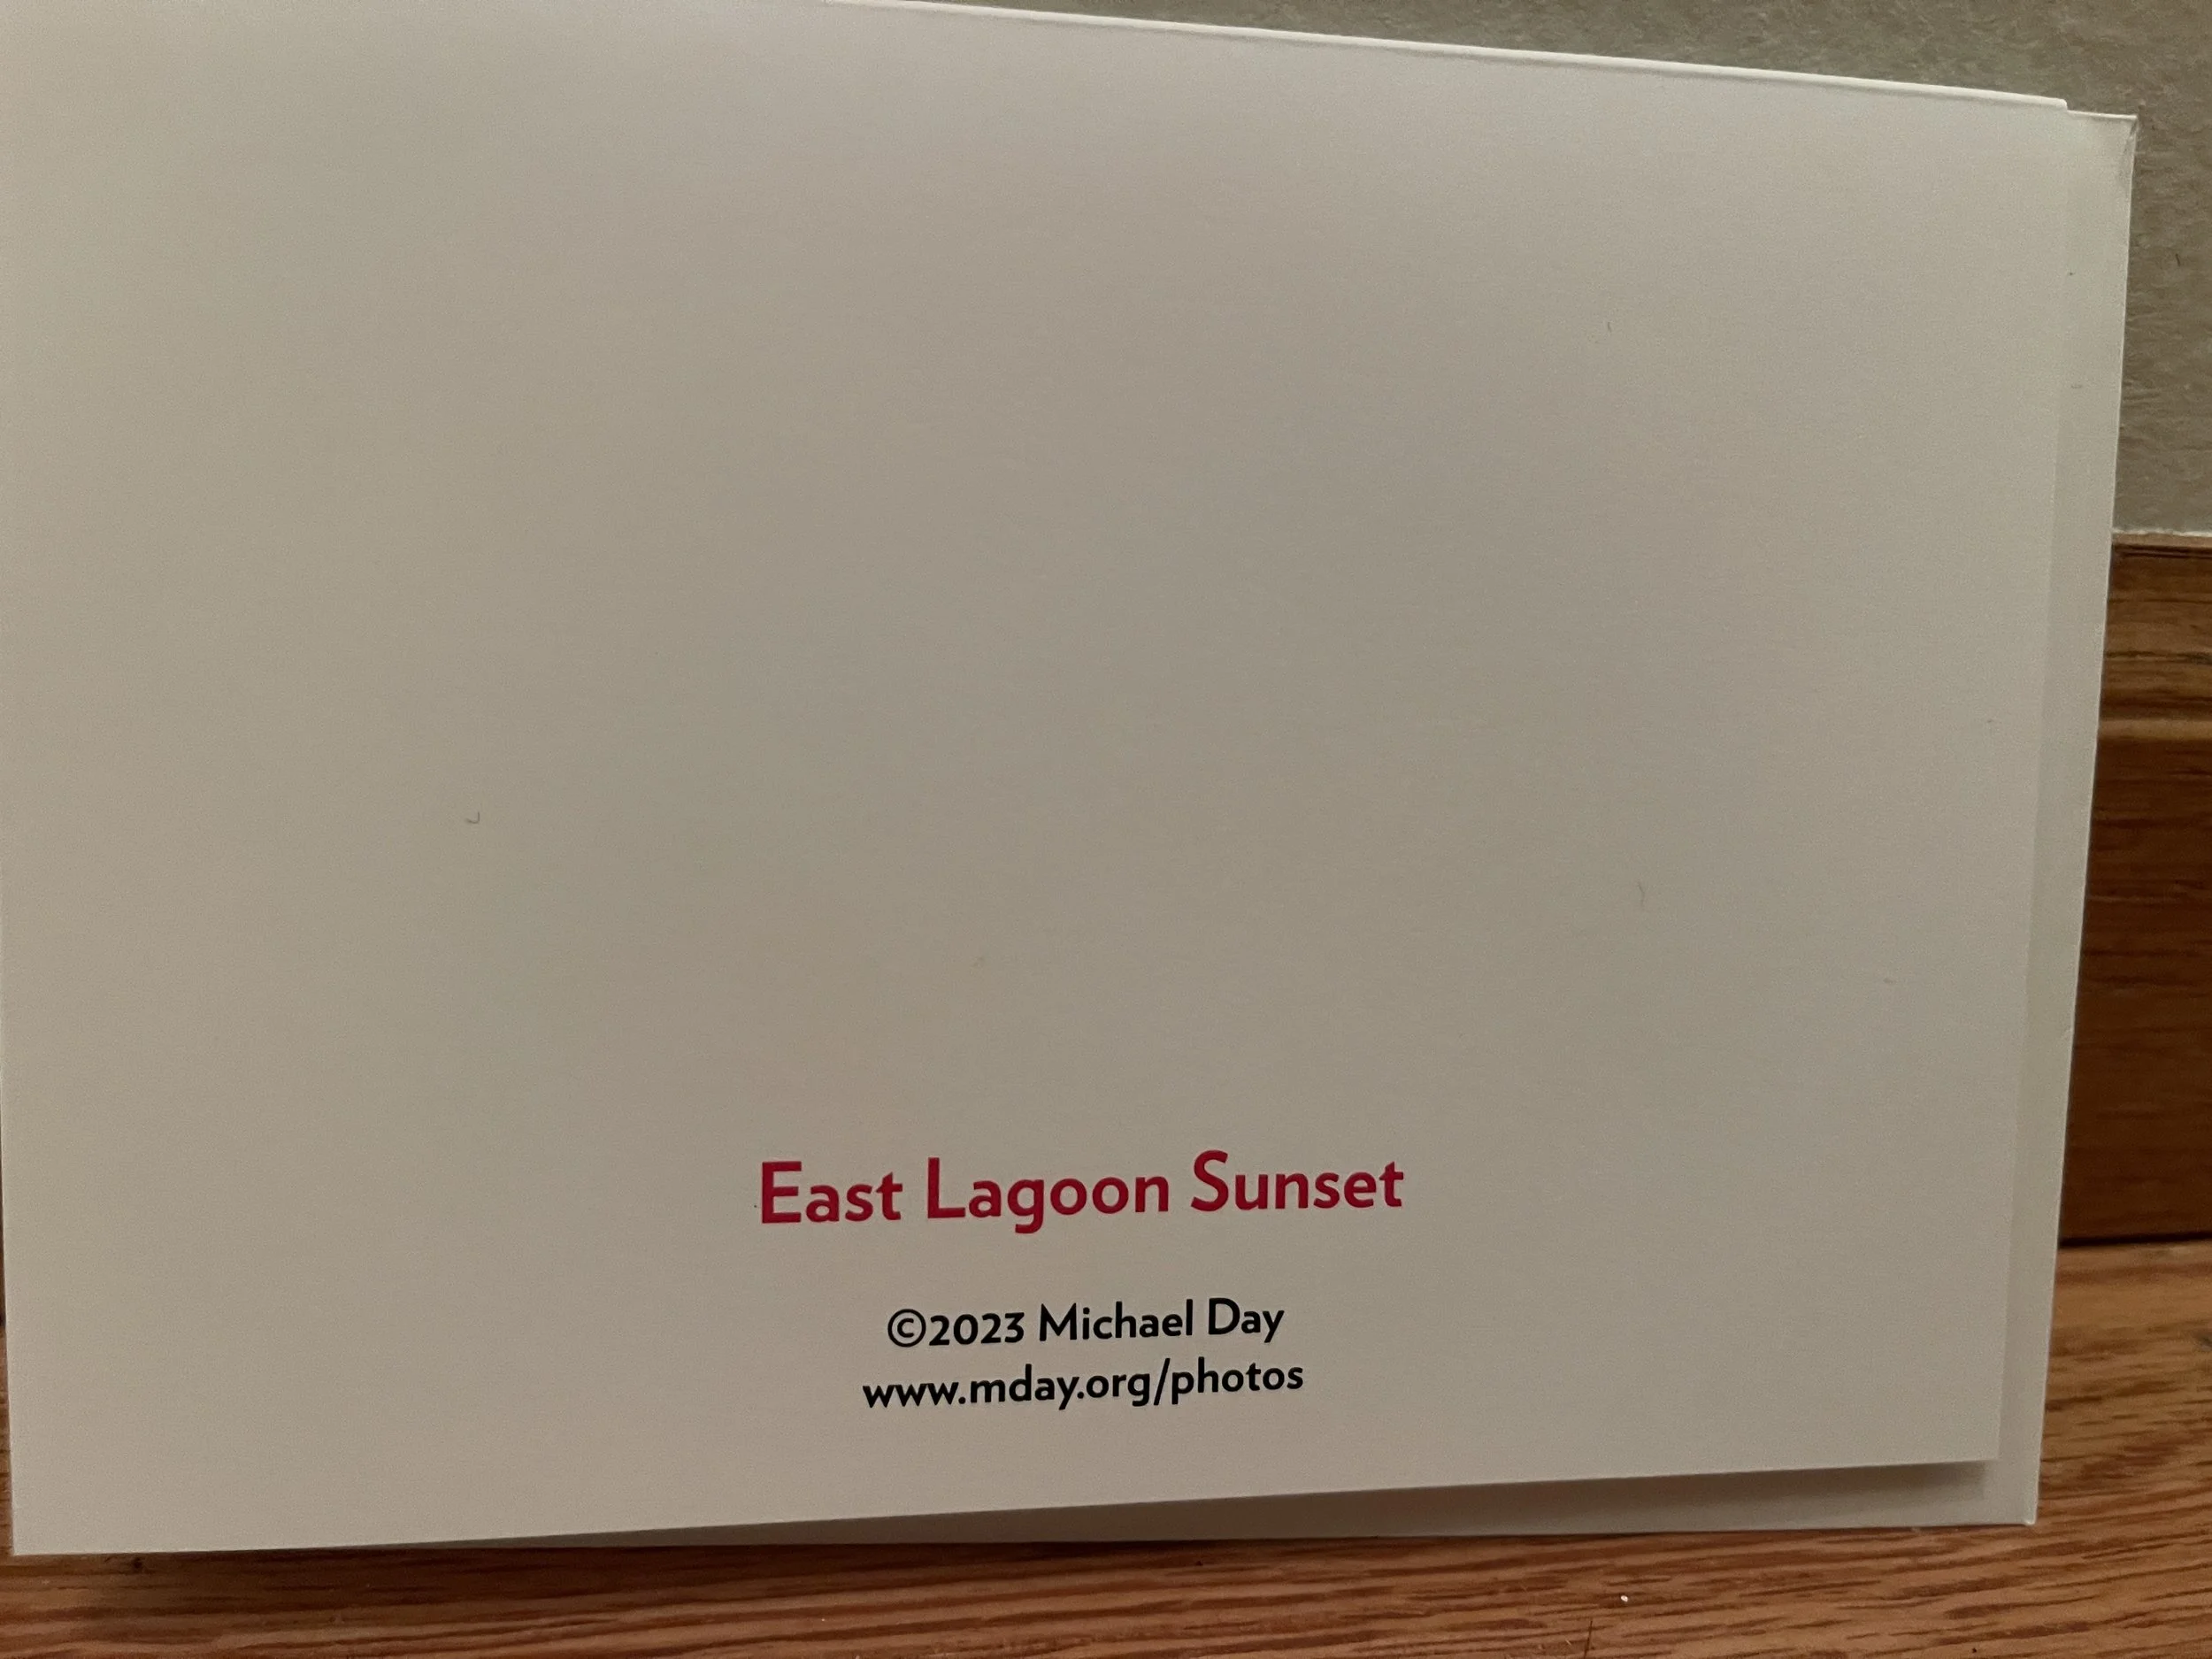 East Lagoon Sunset
©2023 Michael Day
www.mday.org/photos